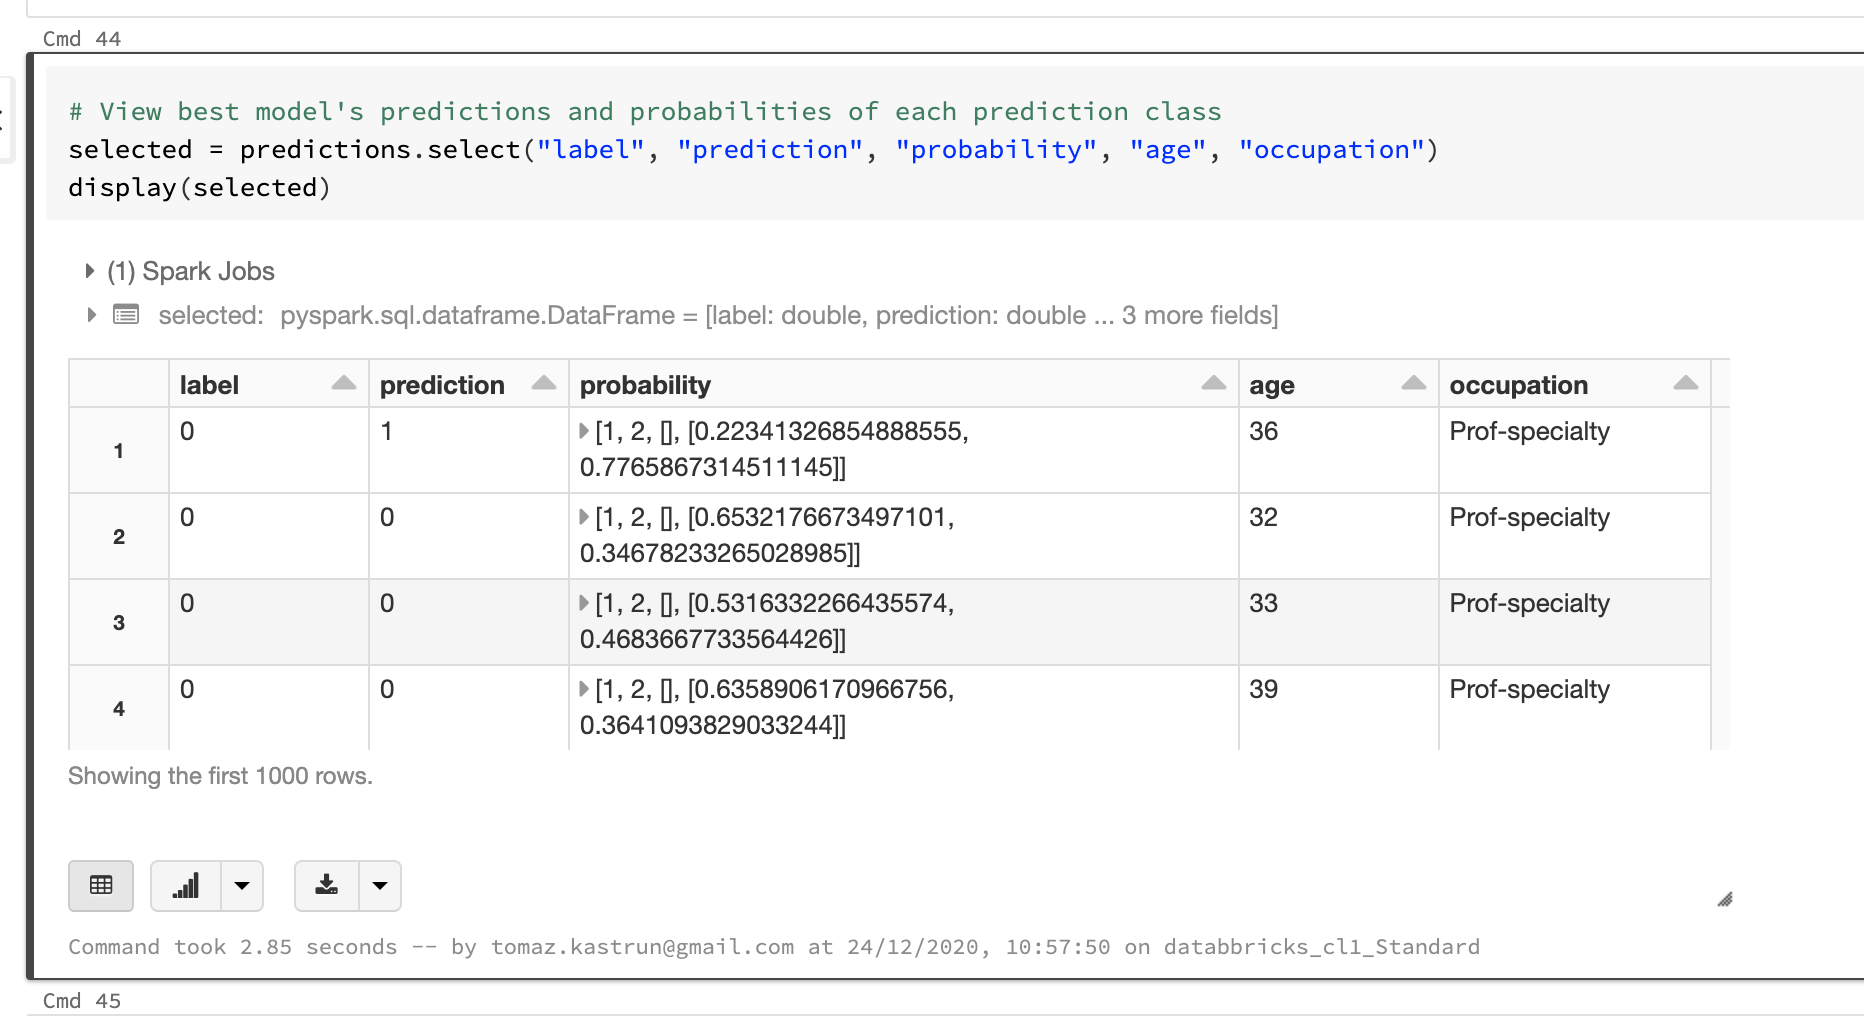 Cmd 44
# View best model's predictions and probabilities of each prediction class
selected = predictions.select("label", "prediction", "probability", "age", "occupation")
display(selected)
(1) Spark Jobs
selected: pyspark.sql.dataframe.DataFrame = [label: double, prediction: double ... 3 more fields]
label prediction probability age occupation
1 0 1 [1, 2, [], [0.22341326854888555, 0.7765867314511145]] 36 Prof-specialty
2 0 0 [1, 2, [], [0.6532176673497101, 0.34678233265028985]] 32 Prof-specialty
3 0 0 [1, 2, [], [0.5316332266435574, 0.4683667733564426]] 33 Prof-specialty
4 0 0 [1, 2, [], [0.6358906170966756, 0.3641093829033244]] 39 Prof-specialty
Showing the first 1000 rows.
Command took 2.85 seconds -- by tomaz.kastrun@gmail.com at 24/12/2020, 10:57:50 on databbricks_cl1_Standard
Cmd 45